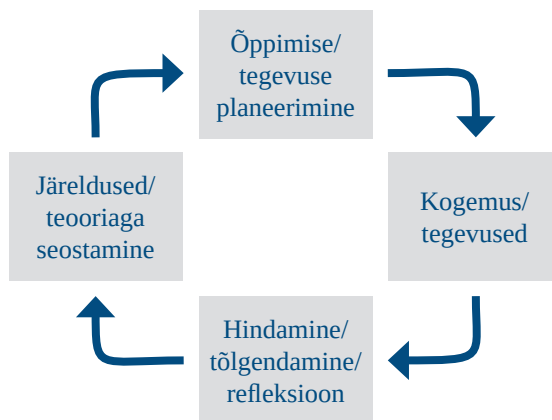 Õppimise/
tegevuse
planeerimine
Kogemus/
tegevused
Hindamine/
tõlgendamine/
refleksioon
Järeldused/
teooriaga
seostamine